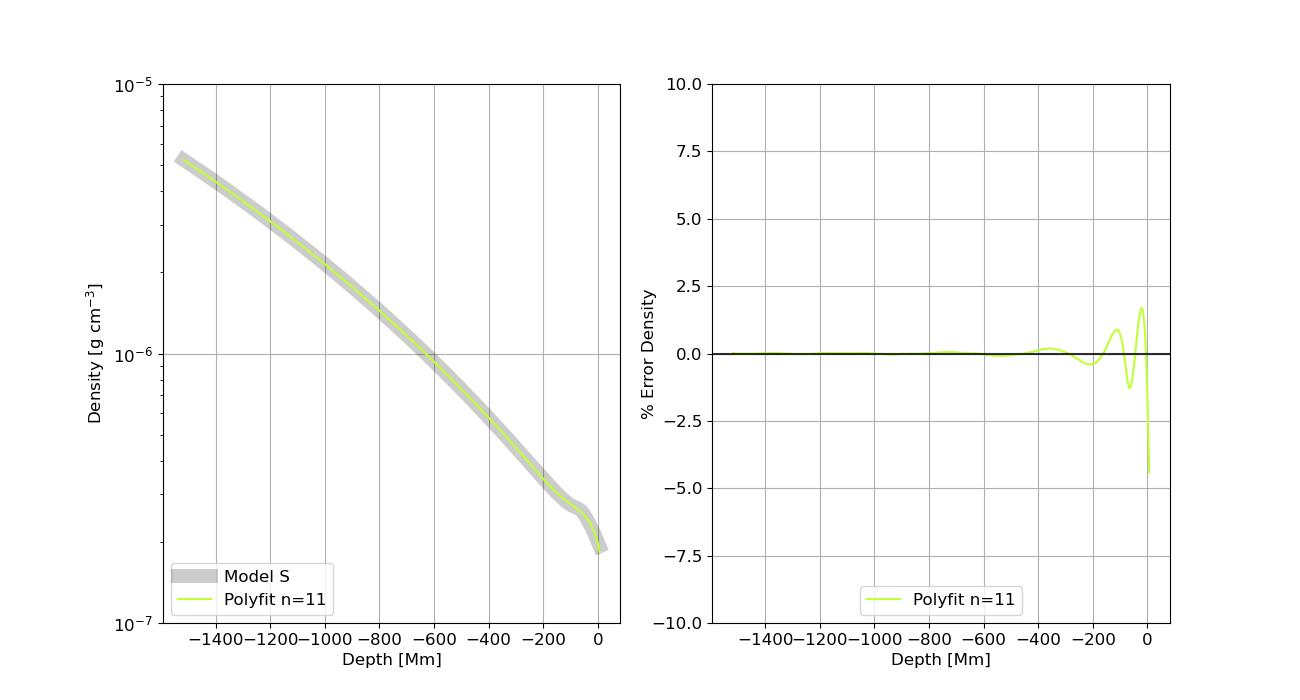 10⁻⁵
10⁻⁶
10⁻⁷
Density [g cm⁻³]
Model S
Polyfit n=11
−1400 −1200 −1000 −800 −600 −400 −200 0
Depth [Mm]
10.0
7.5
5.0
2.5
0.0
−2.5
−5.0
−7.5
−10.0
% Error Density
Polyfit n=11
−1400 −1200 −1000 −800 −600 −400 −200 0
Depth [Mm]